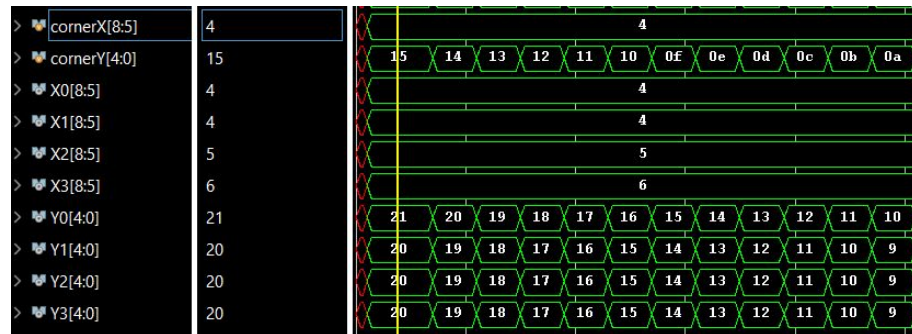 cornerX[8:5] 4 4
cornerY[4:0] 15 15 14 13 12 11 10 0f 0e 0d 0c 0b 0a
X0[8:5] 4 4
X1[8:5] 4 4
X2[8:5] 5 5
X3[8:5] 6 6
Y0[4:0] 21 21 20 19 18 17 16 15 14 13 12 11 10
Y1[4:0] 20 20 19 18 17 16 15 14 13 12 11 10 9
Y2[4:0] 20 20 19 18 17 16 15 14 13 12 11 10 9
Y3[4:0] 20 20 19 18 17 16 15 14 13 12 11 10 9